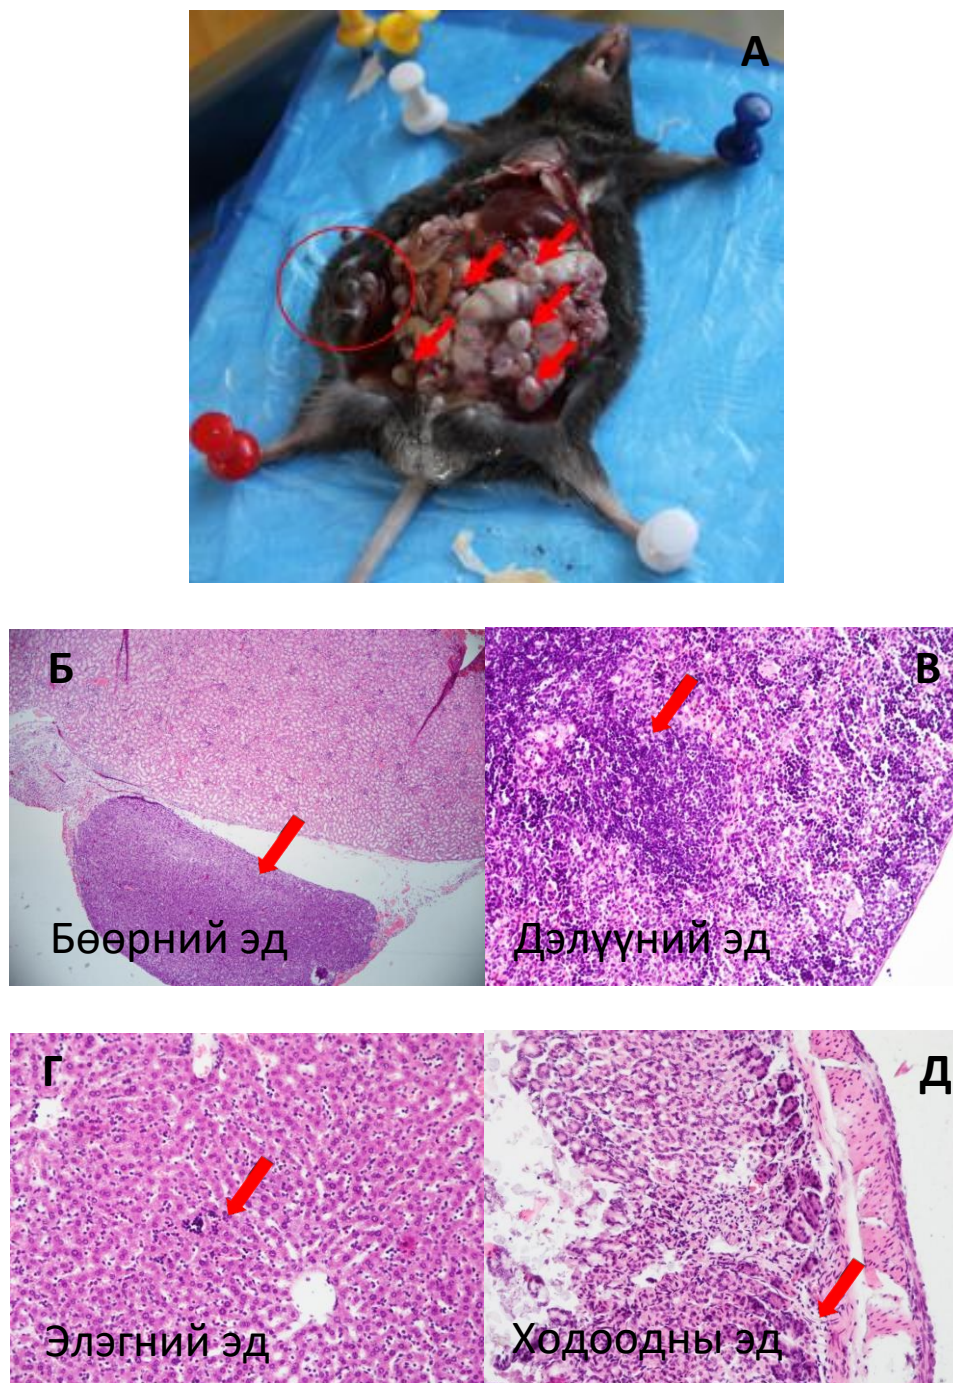 А
Б
Бөөрний эд
В
Дэлүүний эд
Г
Элэгний эд
Д
Ходоодны эд